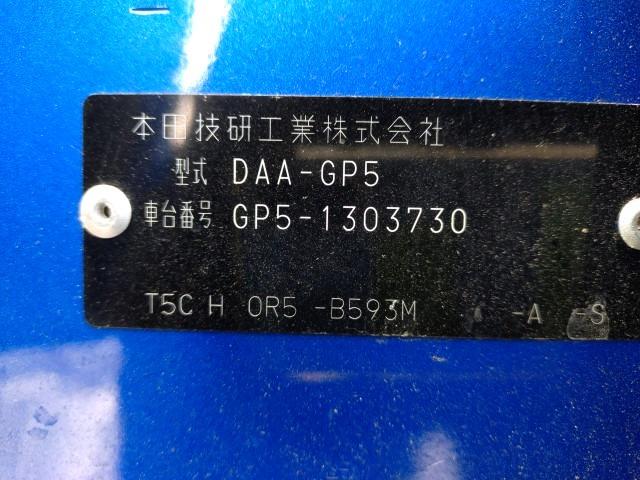 本田技研工業株式会社
型式 DAA-GP5
車台番号 GP5-1303730
T5C H OR5 -B593M -A -S